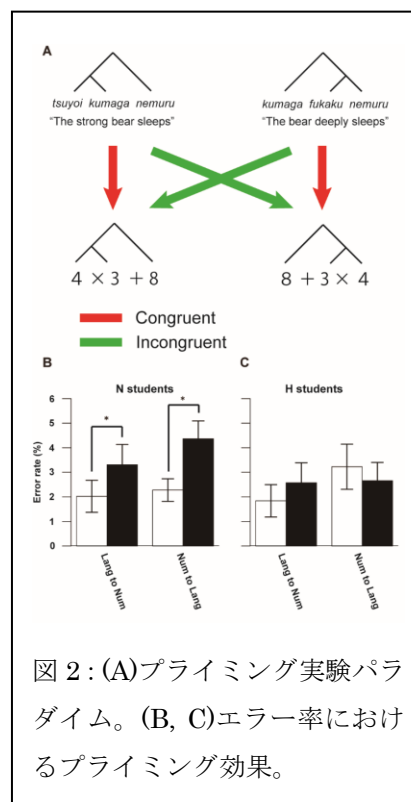 A
tsuyoi kumaga nemuru
"The strong bear sleeps"
kumaga fukaku nemuru
"The bear deeply sleeps"
4 × 3 + 8
8 + 3 × 4
Congruent
Incongruent
B
N students
*
*
Error rate (%)
6
5
4
3
2
1
0
Lang to Num
Num to Lang
C
H students
Lang to Num
Num to Lang
図 2 : (A)プライミング実験パラ
ダイム。(B, C)エラー率におけ
るプライミング効果。